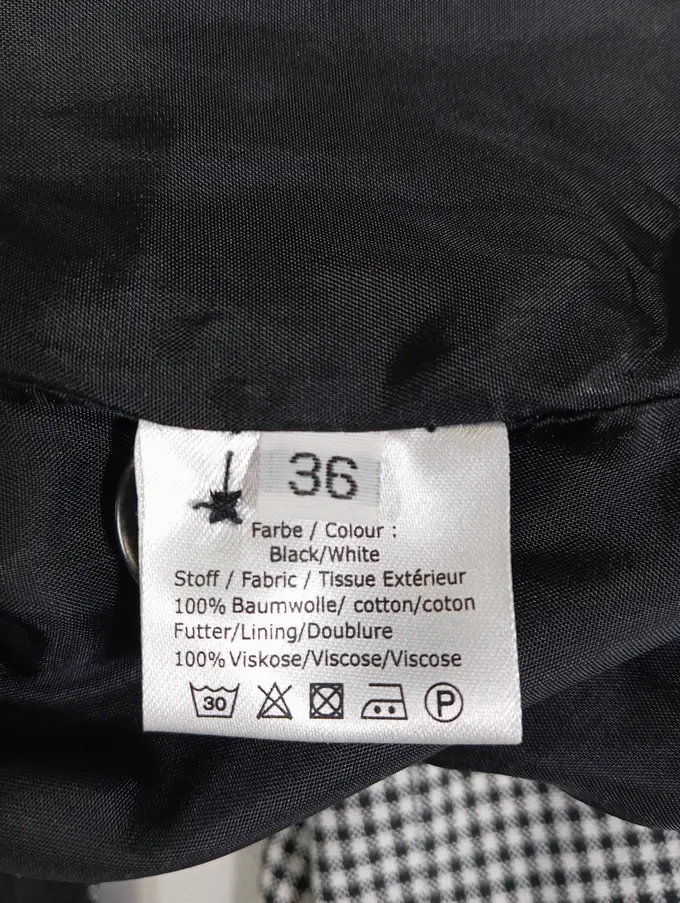 36
Farbe / Colour :
Black/White
Stoff / Fabric / Tissue Extérieur
100% Baumwolle/ cotton/coton
Futter/Lining/Doublure
100% Viskose/Viscose/Viscose
30 P